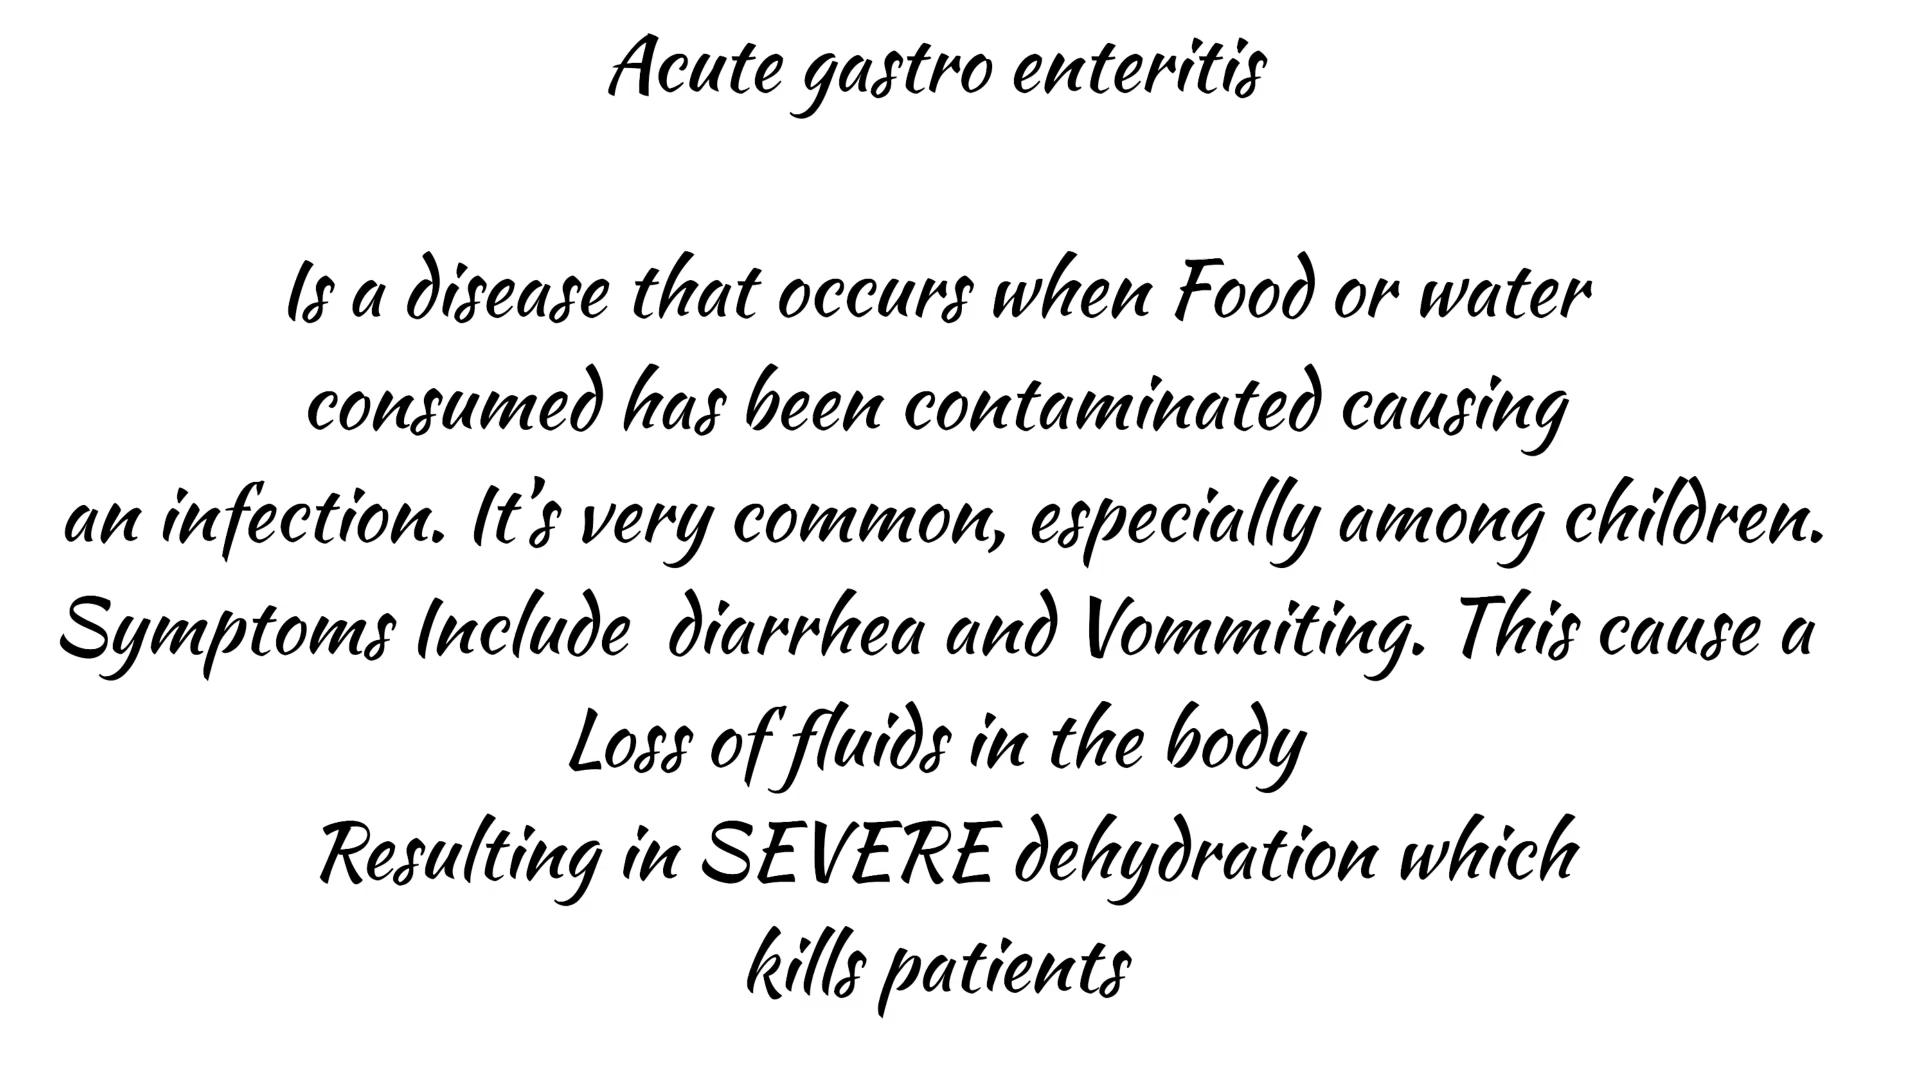 Acute gastro enteritis
Is a disease that occurs when Food or water
consumed has been contaminated causing
an infection. It's very common, especially among children.
Symptoms Include  diarrhea and Vommiting. This cause a
Loss of fluids in the body
Resulting in SEVERE dehydration which
kills patients